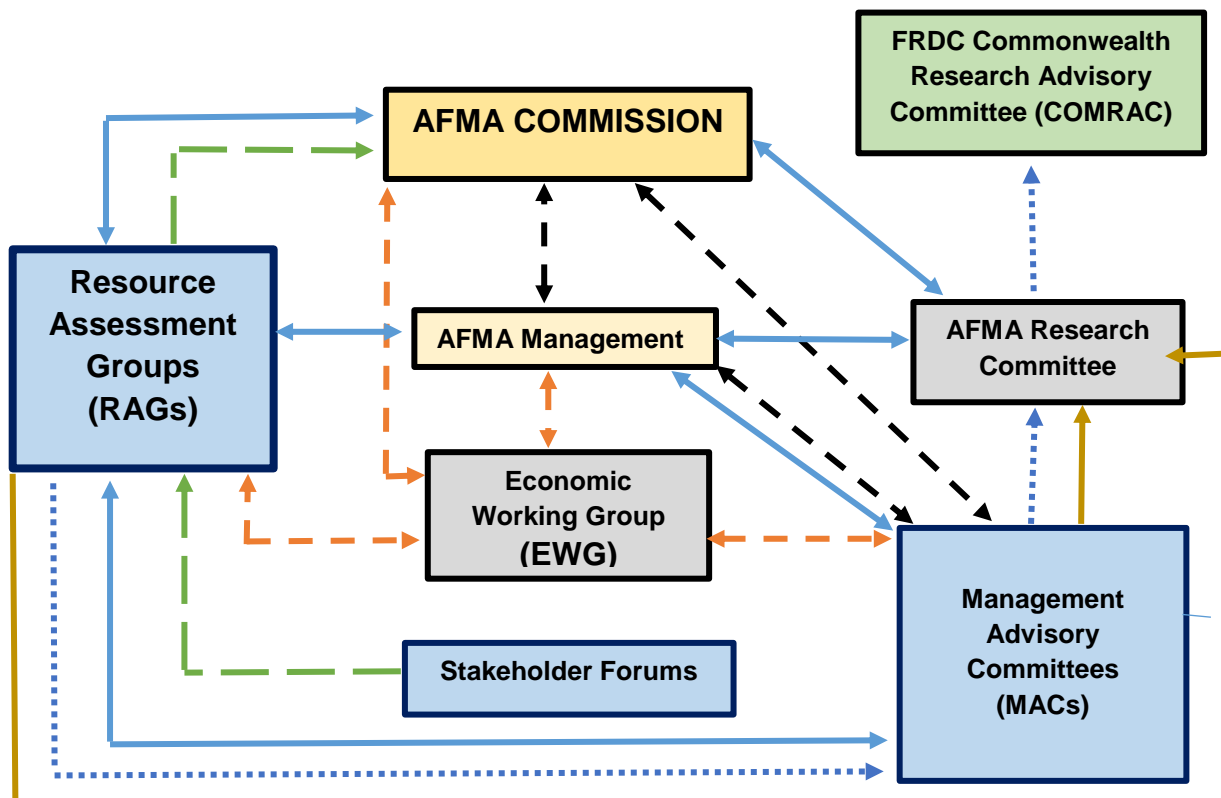 FRDC Commonwealth
Research Advisory
Committee (COMRAC)
AFMA COMMISSION
Resource
Assessment
Groups
(RAGs)
AFMA Management
AFMA Research
Committee
Economic
Working Group
(EWG)
Management
Advisory
Committees
(MACs)
Stakeholder Forums